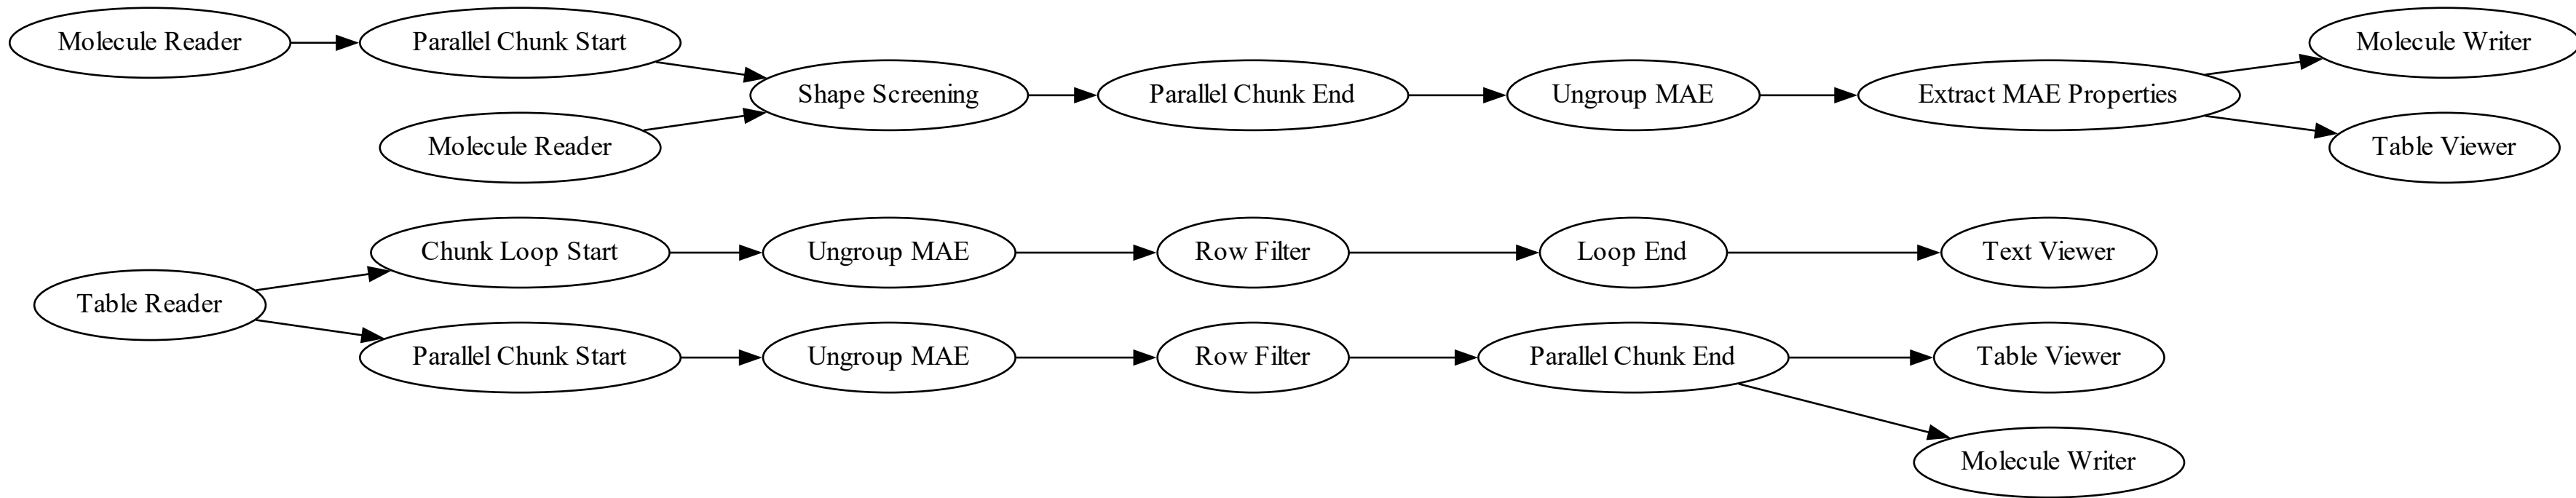 Molecule Reader
Parallel Chunk Start
Molecule Reader
Shape Screening
Parallel Chunk End
Ungroup MAE
Extract MAE Properties
Molecule Writer
Table Viewer
Table Reader
Chunk Loop Start
Ungroup MAE
Row Filter
Loop End
Text Viewer
Parallel Chunk Start
Ungroup MAE
Row Filter
Parallel Chunk End
Table Viewer
Molecule Writer